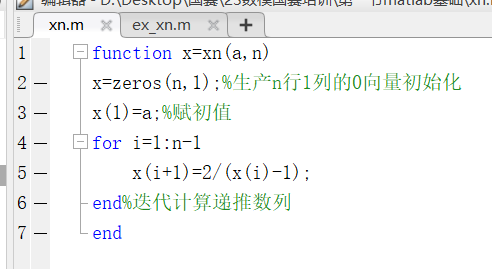 编辑器 - D:\Desktop\国赛\23数模国赛培训\第一节matlab基础\xn.m
xn.m × ex_xn.m × +
1 function x=xn(a,n)
2 — x=zeros(n,1);%生产n行1列的0向量初始化
3 — x(1)=a;%赋初值
4 — for i=1:n-1
5 — x(i+1)=2/(x(i)-1);
6 — end%迭代计算递推数列
7 — end